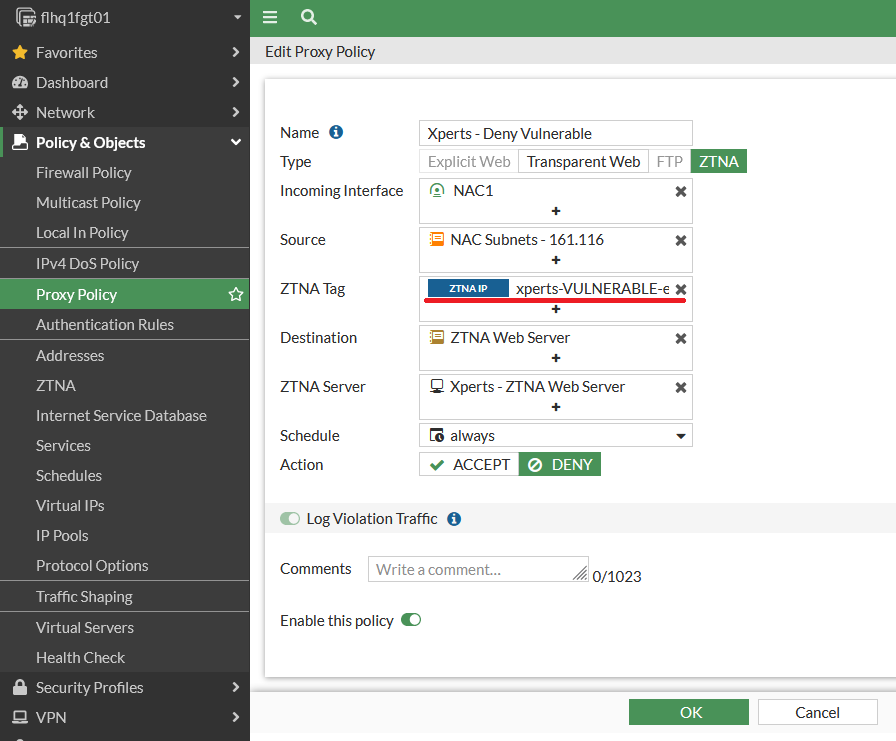 flhq1fgt01
Favorites
Dashboard
Network
Policy & Objects
Firewall Policy
Multicast Policy
Local In Policy
IPv4 DoS Policy
Proxy Policy
Authentication Rules
Addresses
ZTNA
Internet Service Database
Services
Schedules
Virtual IPs
IP Pools
Protocol Options
Traffic Shaping
Virtual Servers
Health Check
Security Profiles
VPN
Edit Proxy Policy
Name Xperts - Deny Vulnerable
Type Explicit Web Transparent Web FTP ZTNA
Incoming Interface NAC1
+
Source NAC Subnets - 161.116
+
ZTNA Tag ZTNA IP xperts-VULNERABLE-e
+
Destination ZTNA Web Server
+
ZTNA Server Xperts - ZTNA Web Server
+
Schedule always
Action ACCEPT DENY
Log Violation Traffic
Comments Write a comment... 0/1023
Enable this policy
OK Cancel